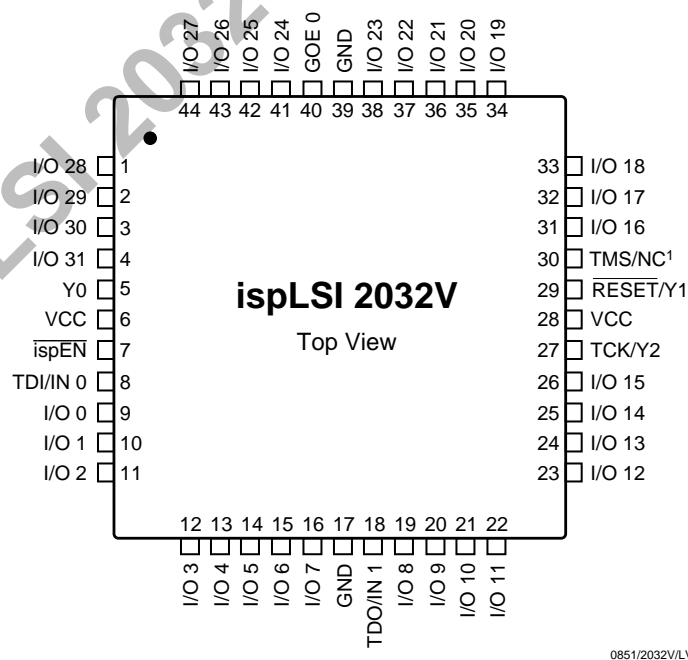 LSI 2032
I/O 27 I/O 26 I/O 25 I/O 24 GOE 0 GND I/O 23 I/O 22 I/O 21 I/O 20 I/O 19
44 43 42 41 40 39 38 37 36 35 34
I/O 28 1 33 I/O 18
I/O 29 2 32 I/O 17
I/O 30 3 31 I/O 16
I/O 31 4 30 TMS/NC¹
Y0 5 29 RESET/Y1
VCC 6 28 VCC
ispEN 7 27 TCK/Y2
TDI/IN 0 8 26 I/O 15
I/O 0 9 25 I/O 14
I/O 1 10 24 I/O 13
I/O 2 11 23 I/O 12
ispLSI 2032V
Top View
12 13 14 15 16 17 18 19 20 21 22
I/O 3 I/O 4 I/O 5 I/O 6 I/O 7 GND TDO/IN 1 I/O 8 I/O 9 I/O 10 I/O 11
0851/2032V/LV